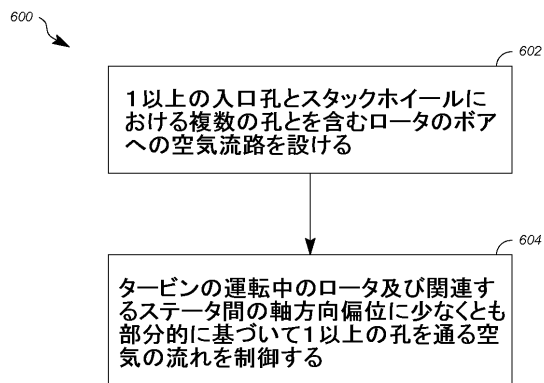 600
602
１以上の入口孔とスタックホイールに
おける複数の孔とを含むロータのボア
への空気流路を設ける
604
タービンの運転中のロータ及び関連す
るステータ間の軸方向偏位に少なくとも
部分的に基づいて１以上の孔を通る空
気の流れを制御する